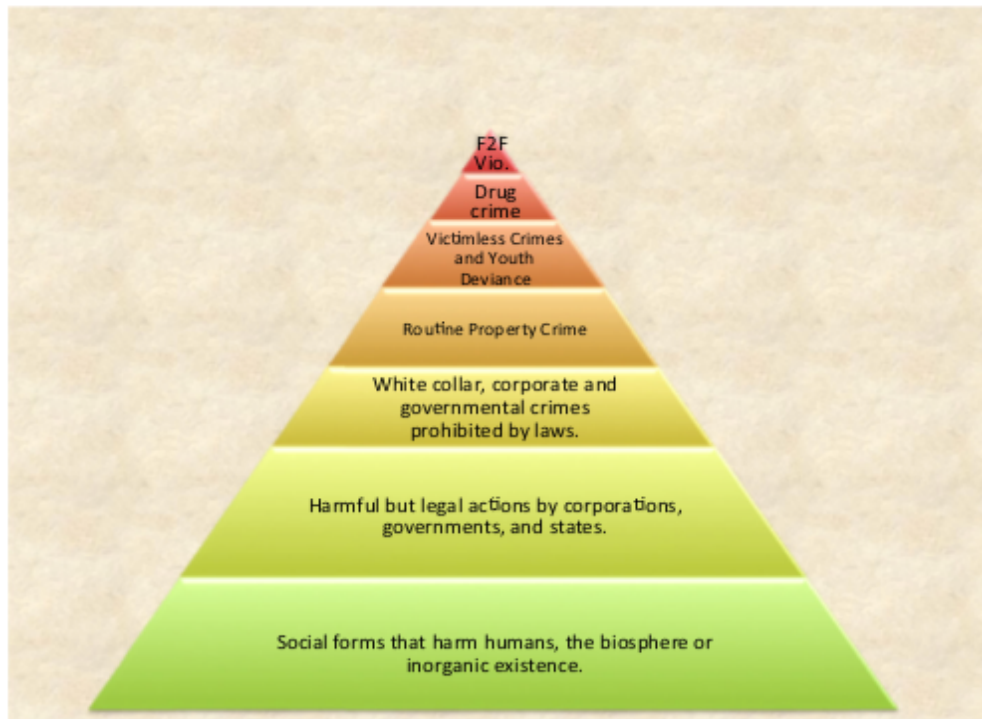 F2F
Vio.
Drug
crime
Victimless Crimes
and Youth
Deviance
Routine Property Crime
White collar, corporate and
governmental crimes
prohibited by laws.
Harmful but legal actions by corporations,
governments, and states.
Social forms that harm humans, the biosphere or
inorganic existence.